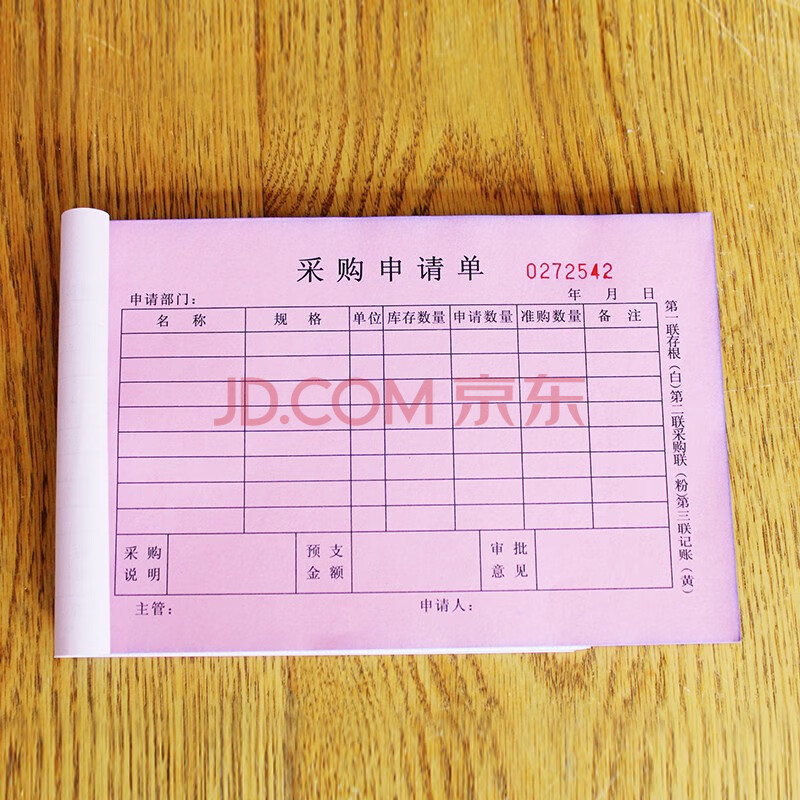 采购申请单 0272542
申请部门： 年 月 日
名 称 规 格 单位 库存数量 申请数量 准购数量 备 注
JD.COM 京东
采购说明 预支金额 审批意见
主管： 申请人：
第一联存根（白）第二联采购联（粉）第三联记账（黄）